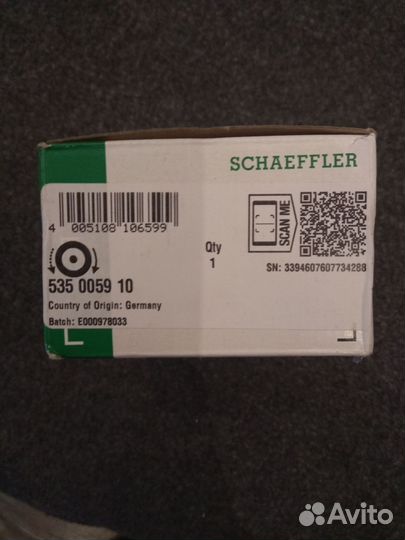 SCHAEFFLER
4 005108 106599
Qty
1
SCAN ME
SN: 3394607607734288
535 0059 10
Country of Origin: Germany
Batch: E000978033
Avito